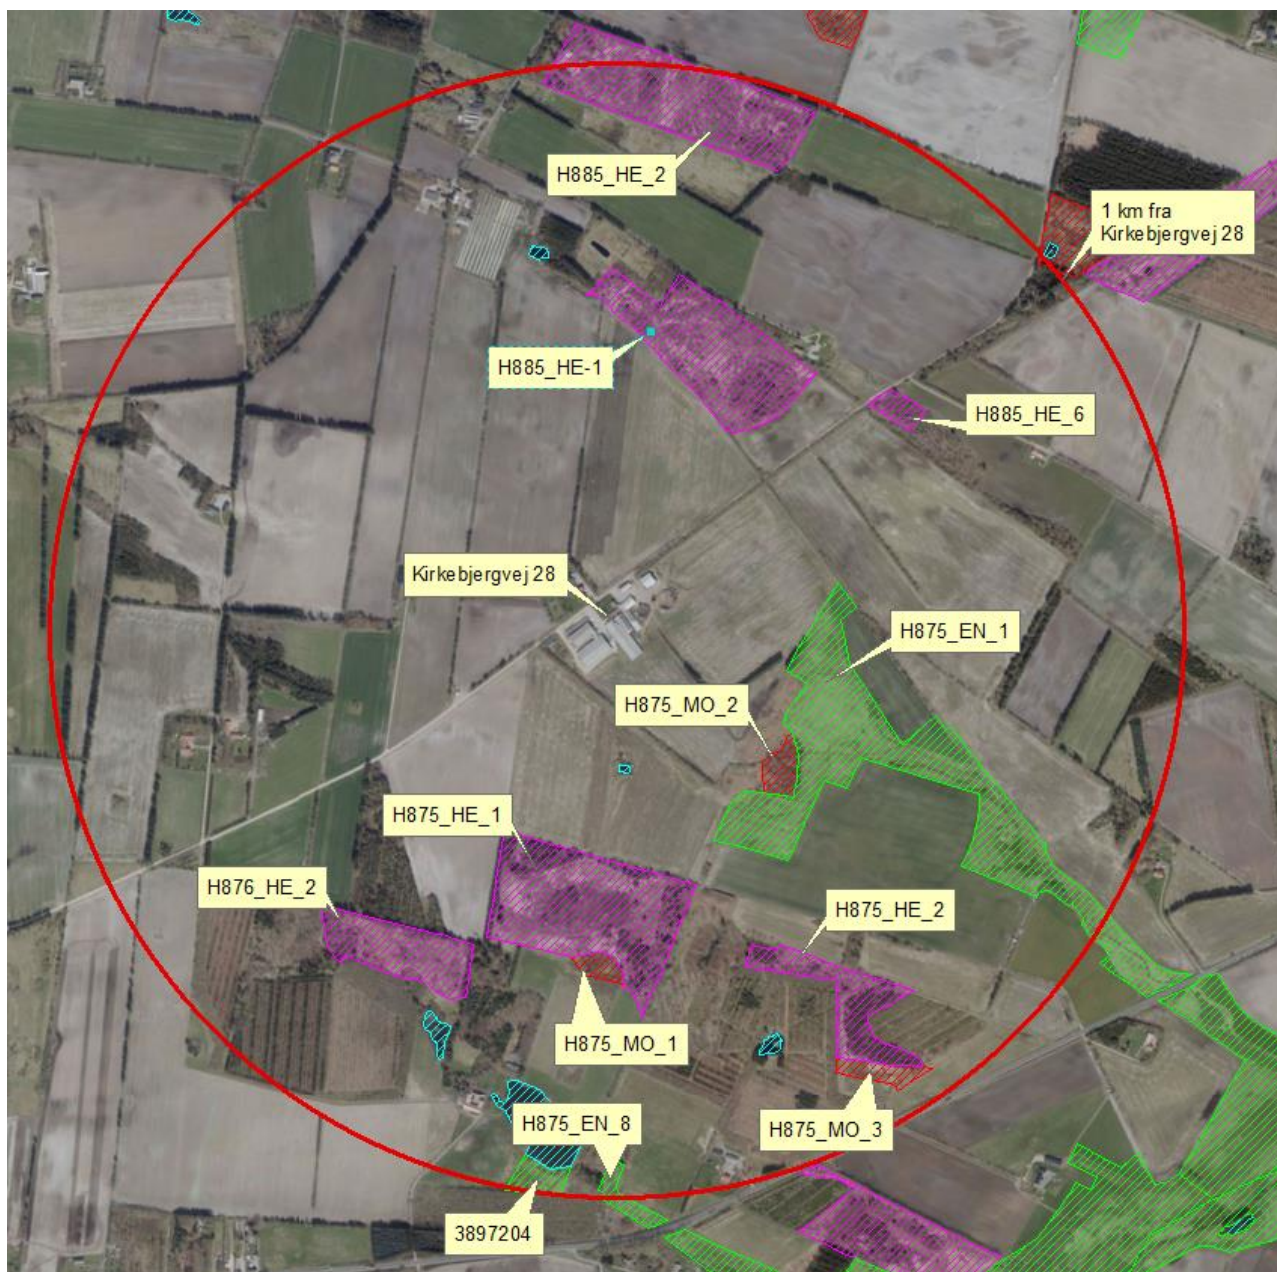 H885_HE_2
1 km fra
Kirkebjergvej 28
H885_HE-1
H885_HE_6
Kirkebjergvej 28
H875_EN_1
H875_MO_2
H875_HE_1
H876_HE_2
H875_HE_2
H875_MO_1
H875_EN_8
H875_MO_3
3897204